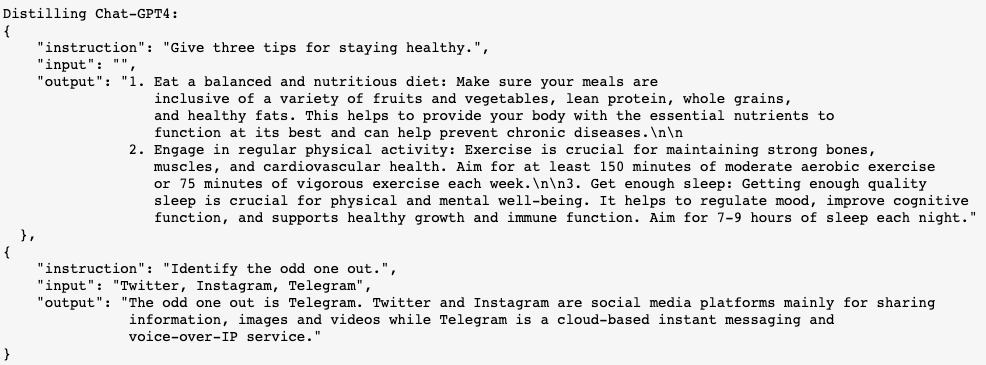 Distilling Chat-GPT4:
{
    "instruction": "Give three tips for staying healthy.",
    "input": "",
    "output": "1. Eat a balanced and nutritious diet: Make sure your meals are
                  inclusive of a variety of fruits and vegetables, lean protein, whole grains,
                  and healthy fats. This helps to provide your body with the essential nutrients to
                  function at its best and can help prevent chronic diseases.\n\n
               2. Engage in regular physical activity: Exercise is crucial for maintaining strong bones,
                  muscles, and cardiovascular health. Aim for at least 150 minutes of moderate aerobic exercise
                  or 75 minutes of vigorous exercise each week.\n\n3. Get enough sleep: Getting enough quality
                  sleep is crucial for physical and mental well-being. It helps to regulate mood, improve cognitive
                  function, and supports healthy growth and immune function. Aim for 7-9 hours of sleep each night."
  },
{
    "instruction": "Identify the odd one out.",
    "input": "Twitter, Instagram, Telegram",
    "output": "The odd one out is Telegram. Twitter and Instagram are social media platforms mainly for sharing
               information, images and videos while Telegram is a cloud-based instant messaging and
               voice-over-IP service."
}